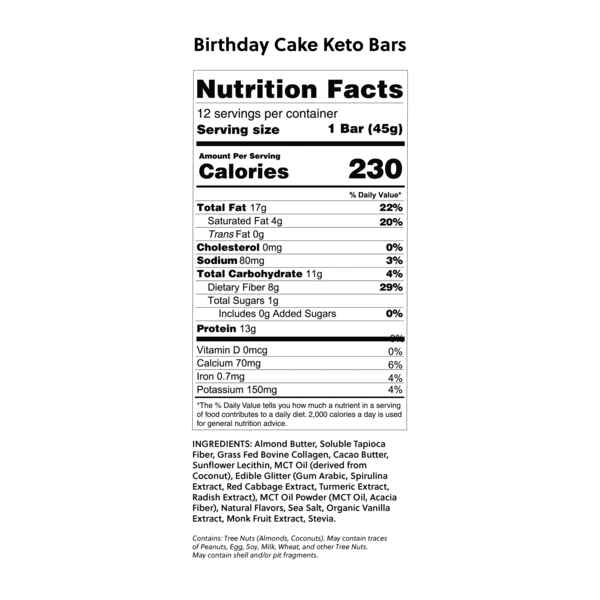 Birthday Cake Keto Bars
Nutrition Facts
12 servings per container
Serving size 1 Bar (45g)
Amount Per Serving
Calories 230
% Daily Value*
Total Fat 17g 22%
Saturated Fat 4g 20%
Trans Fat 0g
Cholesterol 0mg 0%
Sodium 80mg 3%
Total Carbohydrate 11g 4%
Dietary Fiber 8g 29%
Total Sugars 1g
Includes 0g Added Sugars 0%
Protein 13g
0%
Vitamin D 0mcg 0%
Calcium 70mg 6%
Iron 0.7mg 4%
Potassium 150mg 4%
*The % Daily Value tells you how much a nutrient in a serving
of food contributes to a daily diet. 2,000 calories a day is used
for general nutrition advice.
INGREDIENTS: Almond Butter, Soluble Tapioca
Fiber, Grass Fed Bovine Collagen, Cacao Butter,
Sunflower Lecithin, MCT Oil (derived from
Coconut), Edible Glitter (Gum Arabic, Spirulina
Extract, Red Cabbage Extract, Turmeric Extract,
Radish Extract), MCT Oil Powder (MCT Oil, Acacia
Fiber), Natural Flavors, Sea Salt, Organic Vanilla
Extract, Monk Fruit Extract, Stevia.
Contains: Tree Nuts (Almonds, Coconuts). May contain traces
of Peanuts, Egg, Soy, Milk, Wheat, and other Tree Nuts.
May contain shell and/or pit fragments.